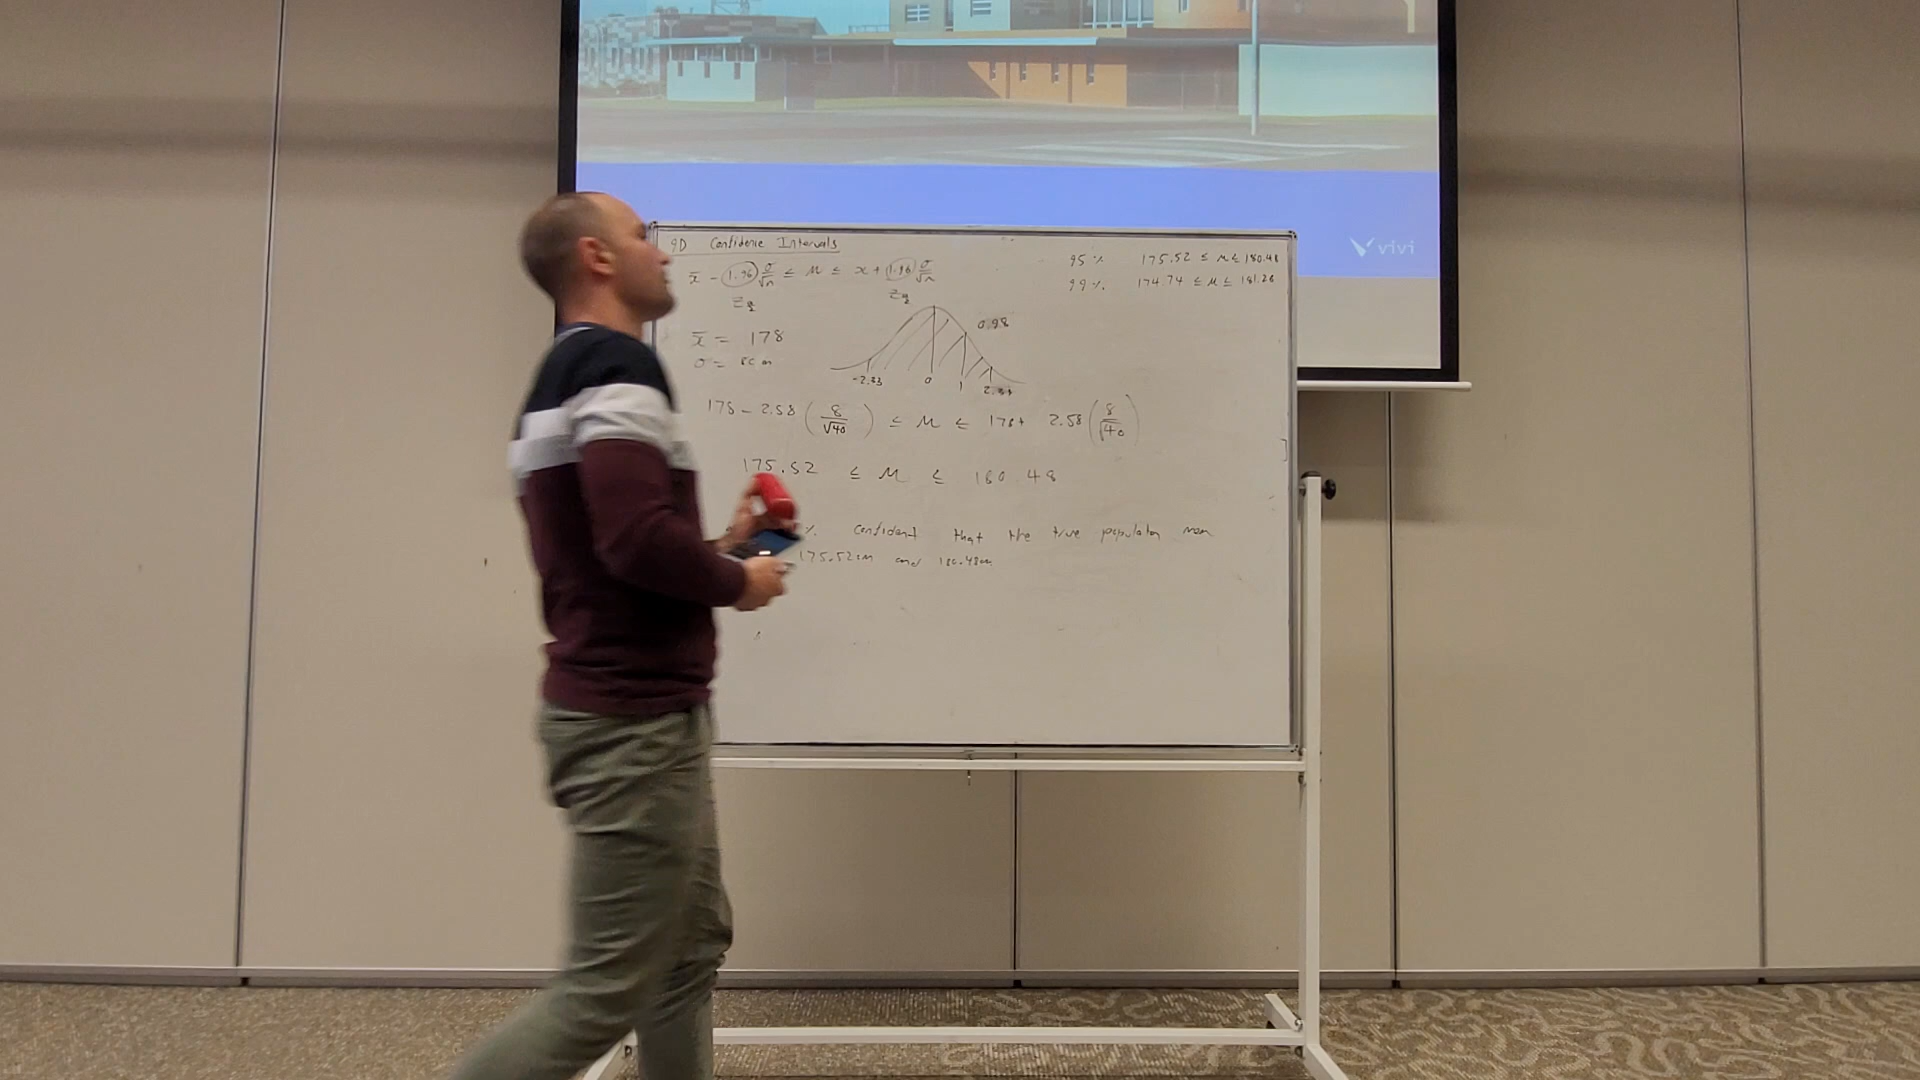 vivi
9D Confidence Intervals
x̄ - 1.96 σ/√n ≤ μ ≤ x + 1.96 σ/√n
95% 175.52 ≤ μ ≤ 180.48
99% 174.74 ≤ μ ≤ 181.26
x̄ = 178
σ = 8cm
0.98
-2.33 0 1 2.33
178 - 2.58 (8/√40) ≤ μ ≤ 178+ 2.58 (8/√40)
175.52 ≤ μ ≤ 180.48
% Confident that the true population mean
175.52cm and 180.48cm